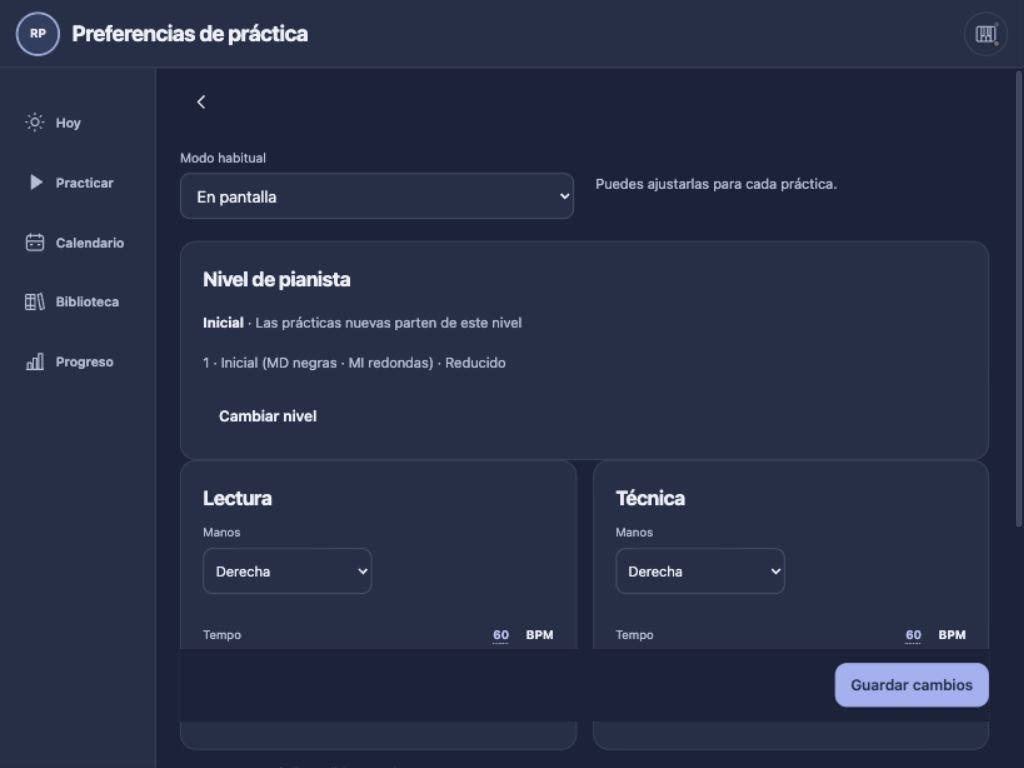 RP
Preferencias de práctica
Hoy
Practicar
Calendario
Biblioteca
Progreso
Modo habitual
En pantalla
Puedes ajustarlas para cada práctica.
Nivel de pianista
Inicial · Las prácticas nuevas parten de este nivel
1 · Inicial (MD negras · MI redondas) · Reducido
Cambiar nivel
Lectura
Manos
Derecha
Tempo 60 BPM
Técnica
Manos
Derecha
Tempo 60 BPM
Guardar cambios